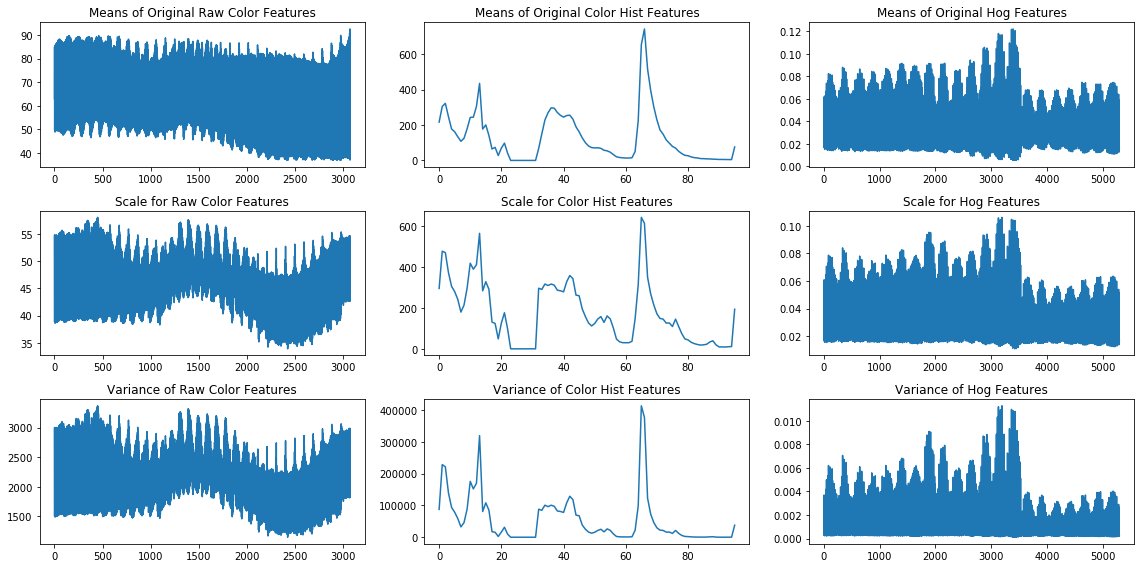 Means of Original Raw Color Features
90
80
70
60
50
40
0 500 1000 1500 2000 2500 3000
Means of Original Color Hist Features
600
400
200
0
0 20 40 60 80
Means of Original Hog Features
0.12
0.10
0.08
0.06
0.04
0.02
0.00
0 1000 2000 3000 4000 5000
Scale for Raw Color Features
55
50
45
40
35
0 500 1000 1500 2000 2500 3000
Scale for Color Hist Features
600
400
200
0
0 20 40 60 80
Scale for Hog Features
0.10
0.08
0.06
0.04
0.02
0 1000 2000 3000 4000 5000
Variance of Raw Color Features
3000
2500
2000
1500
0 500 1000 1500 2000 2500 3000
Variance of Color Hist Features
400000
300000
200000
100000
0
0 20 40 60 80
Variance of Hog Features
0.010
0.008
0.006
0.004
0.002
0.000
0 1000 2000 3000 4000 5000